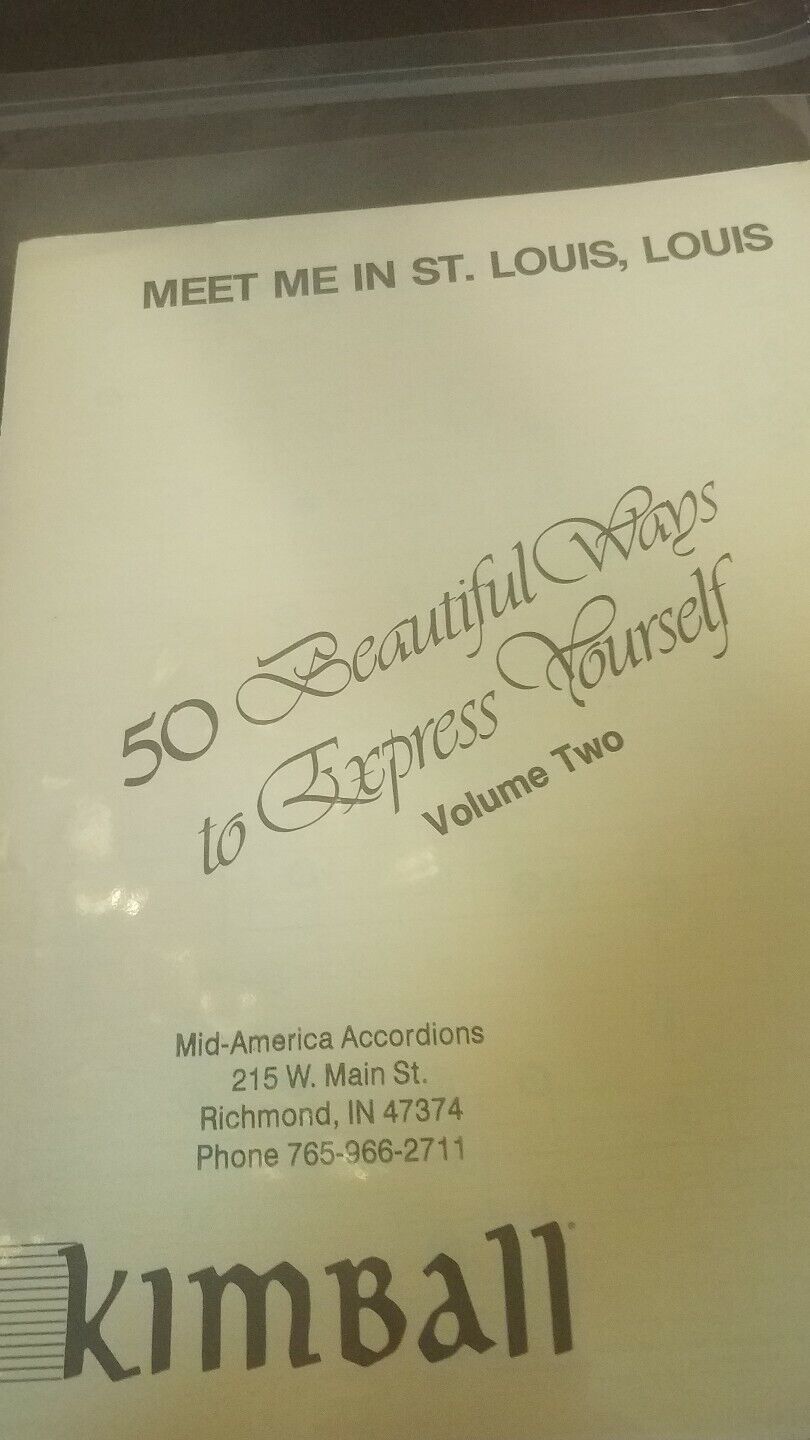 MEET ME IN ST. LOUIS, LOUIS
50 Beautiful Ways
to Express Yourself
Volume Two
Mid-America Accordions
215 W. Main St.
Richmond, IN 47374
Phone 765-966-2711
KIMBall